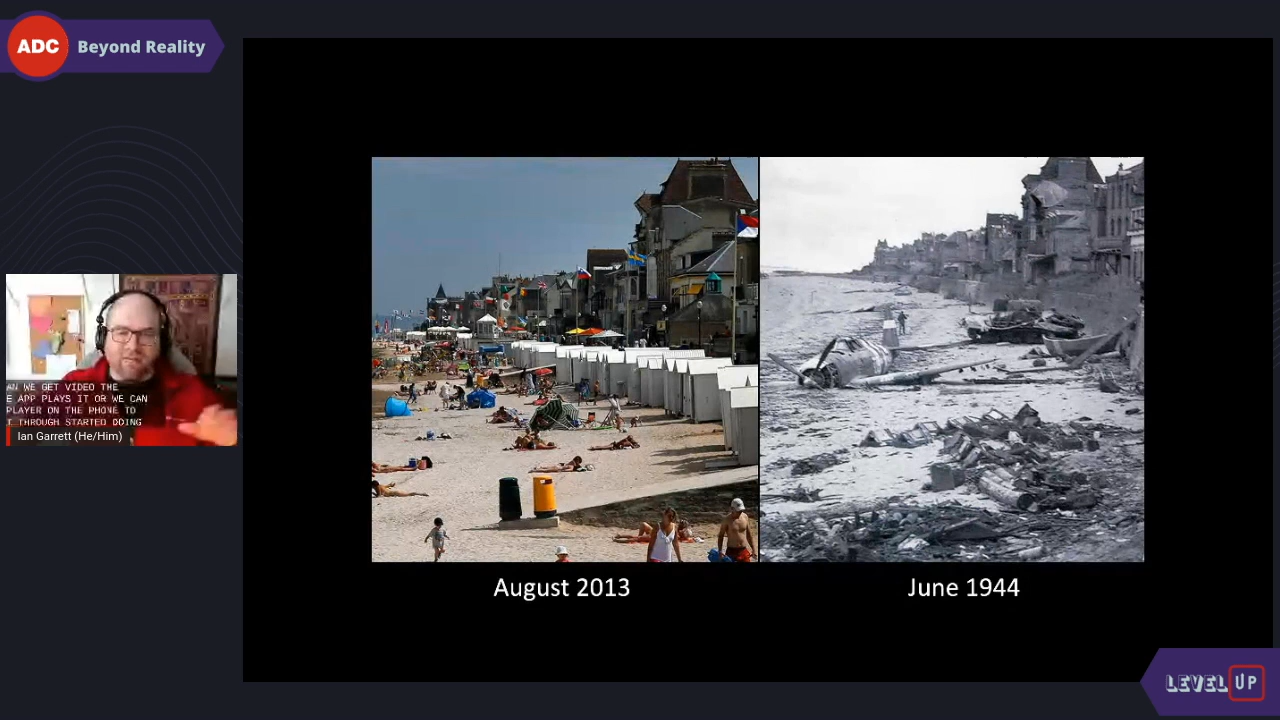 ADC
Beyond Reality
AN WE GET VIDEO THE
E APP PLAYS IT OR WE CAN
PLAYER ON THE PHONE TO
T THROUGH STARTED DOING
Ian Garrett (He/Him)
August 2013
June 1944
LEVEL UP